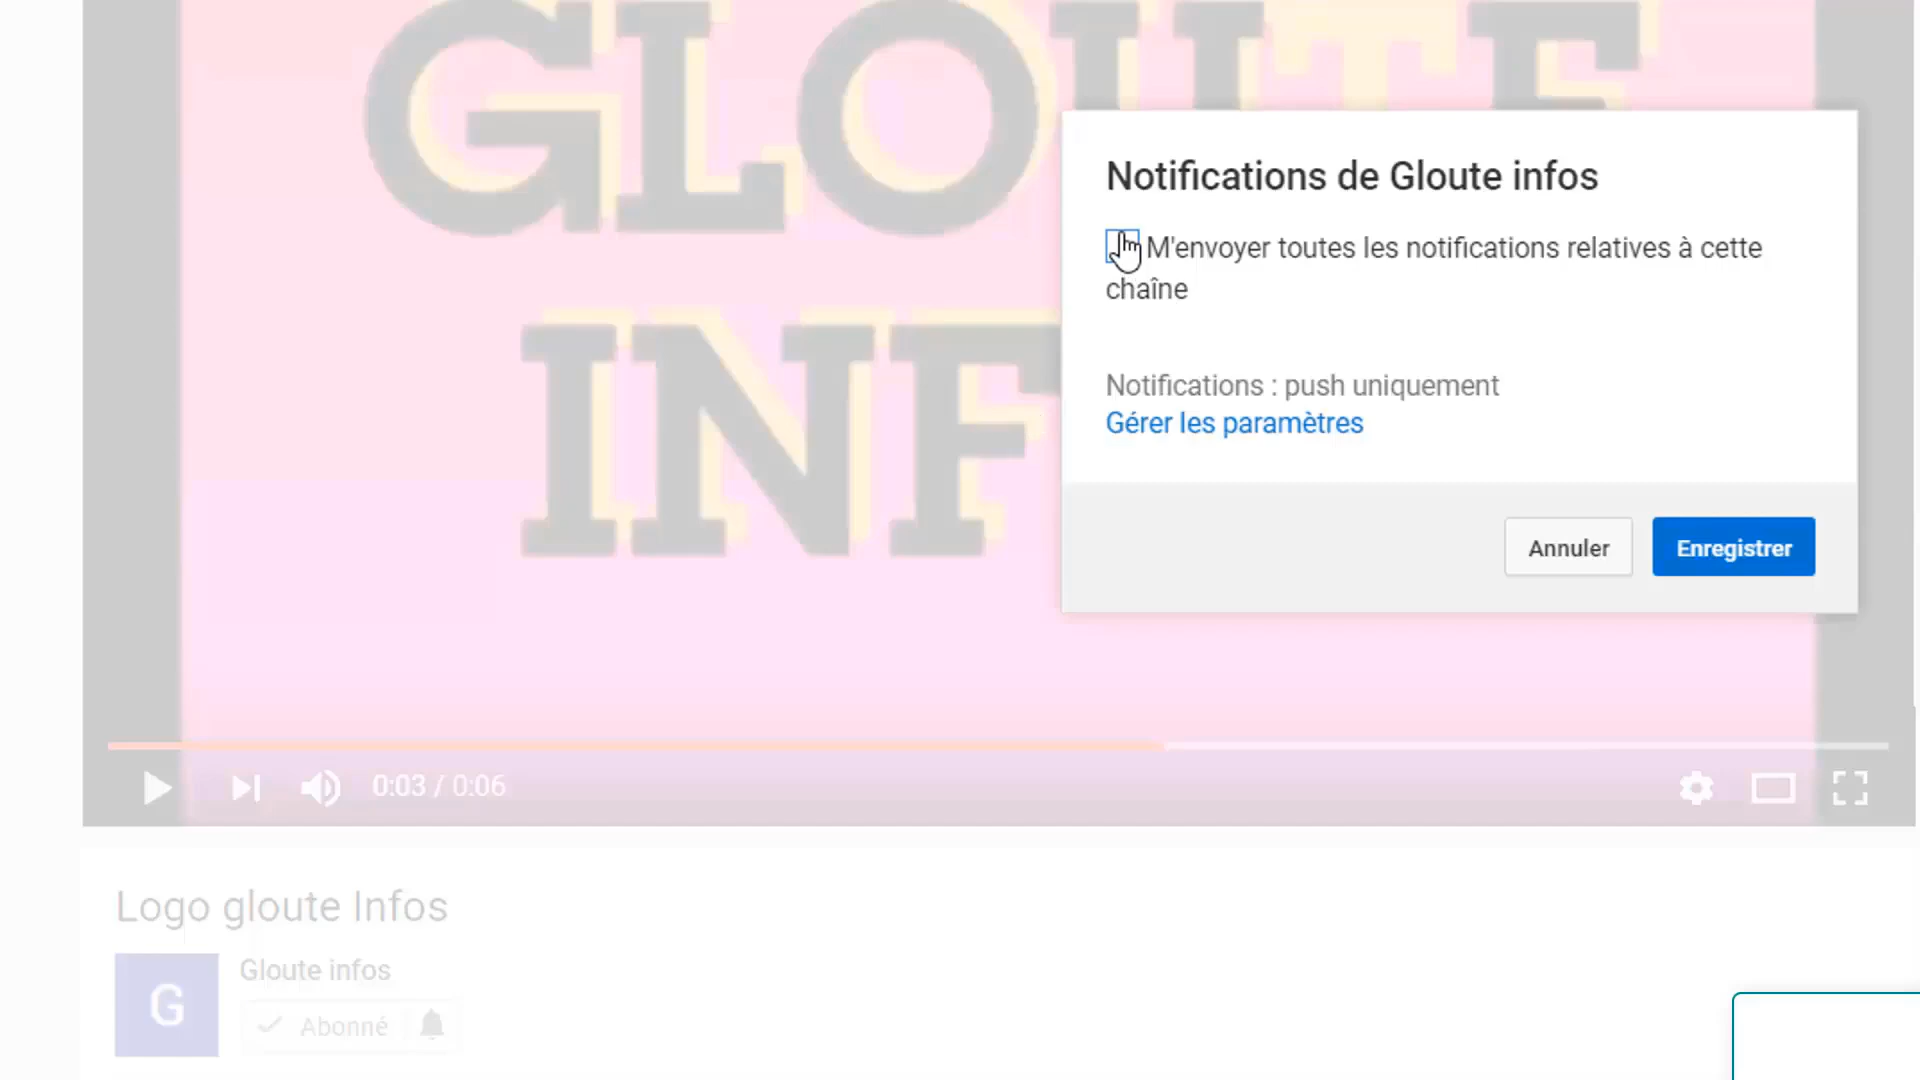 GLOUTE
INF
Notifications de Gloute infos
M'envoyer toutes les notifications relatives à cette
chaîne
Notifications : push uniquement
Gérer les paramètres
Annuler
Enregistrer
0:03 / 0:06
Logo gloute Infos
G
Gloute infos
Abonné